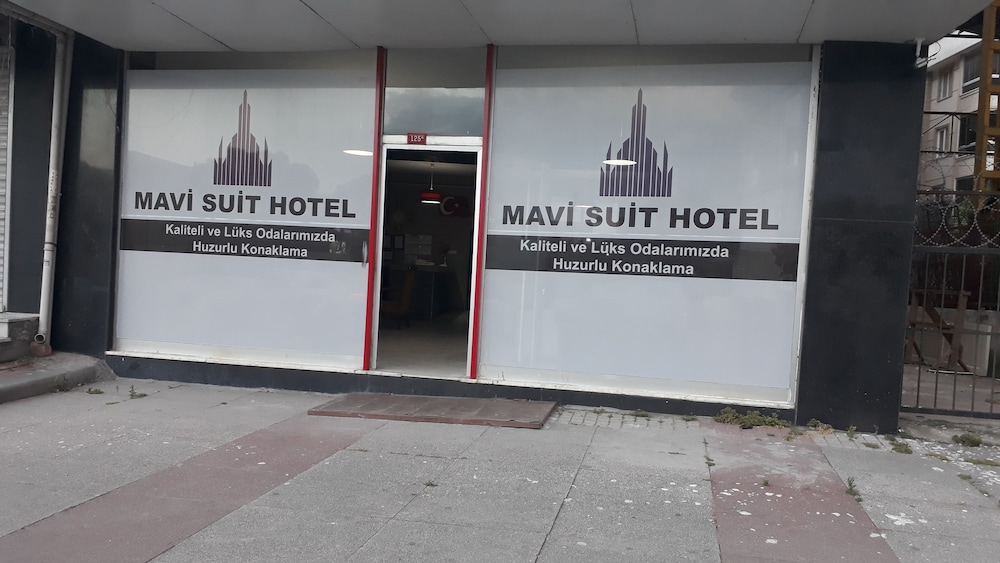 MAVİ SUİT HOTEL
Kaliteli ve Lüks Odalarımızda
Huzurlu Konaklama
125
MAVİ SUİT HOTEL
Kaliteli ve Lüks Odalarımızda
Huzurlu Konaklama